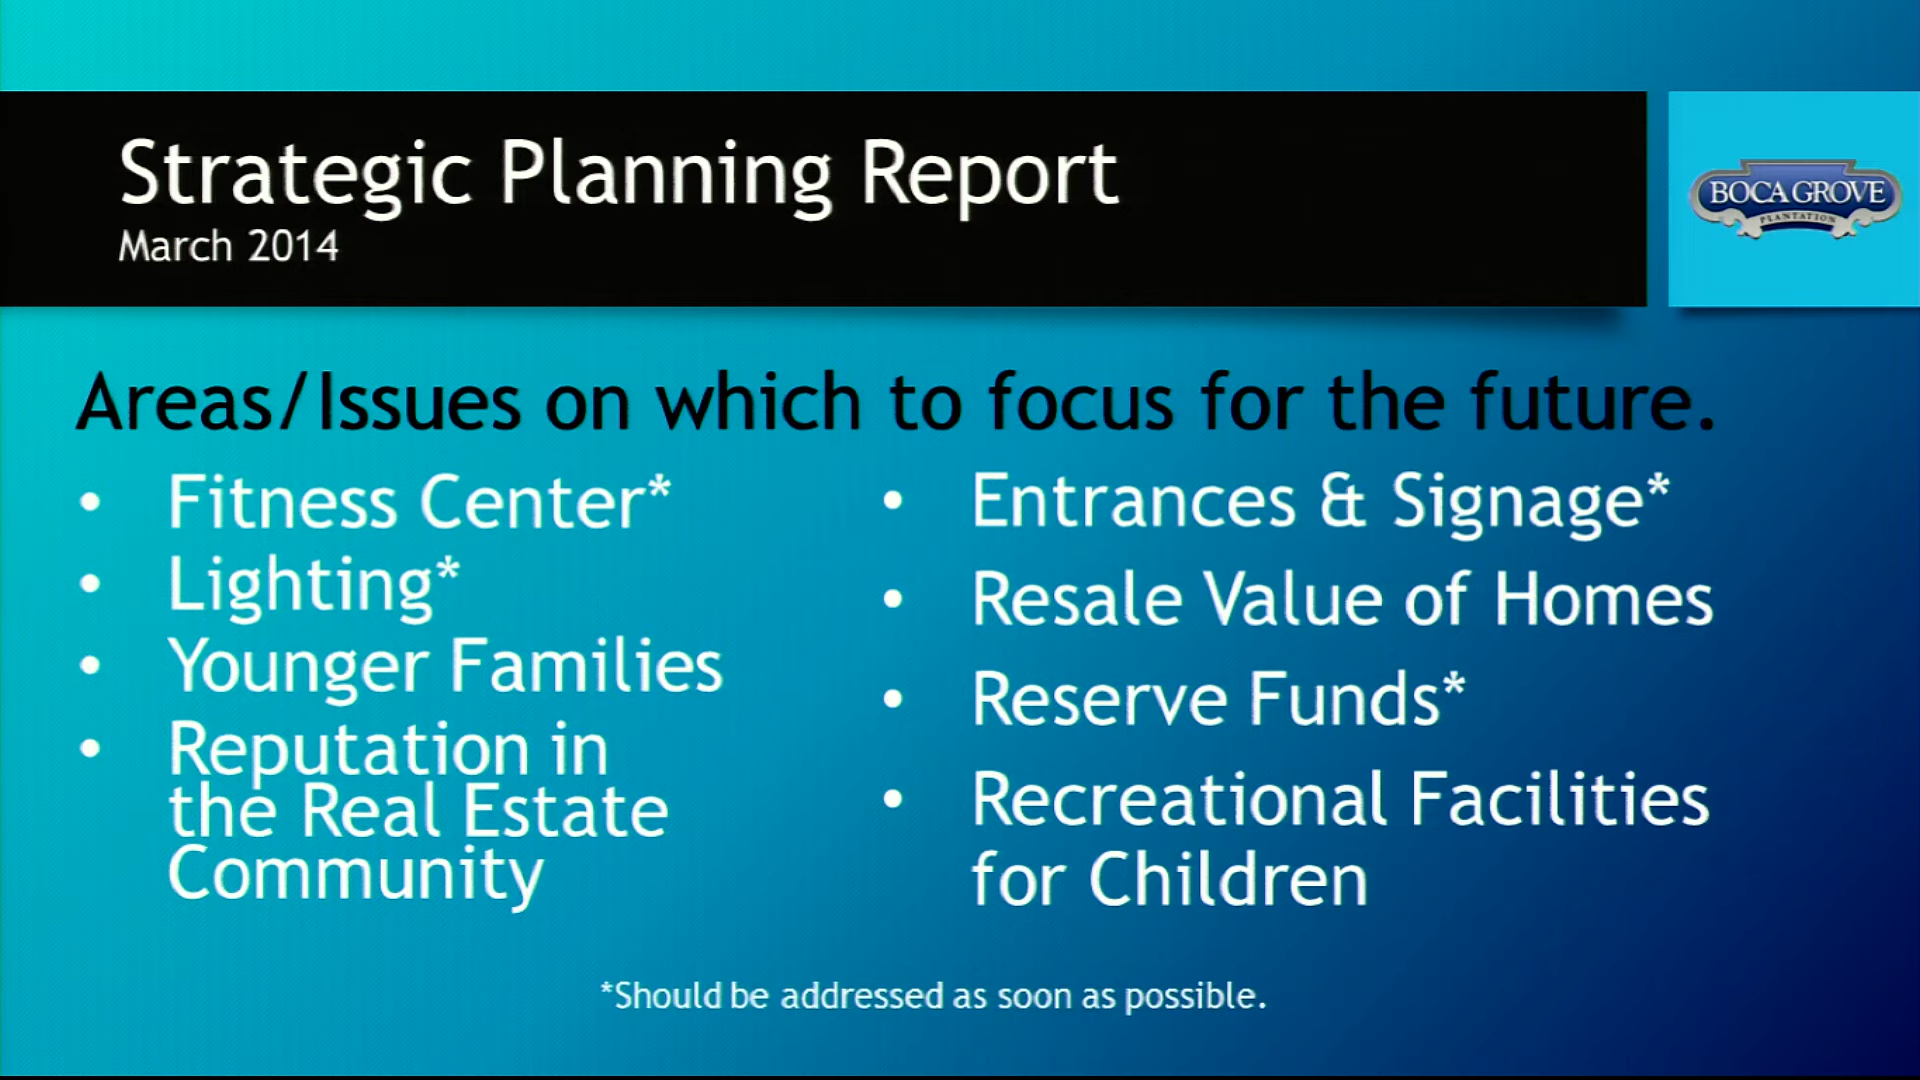 Strategic Planning Report
March 2014
BOCA GROVE
PLANTATION
Areas/Issues on which to focus for the future.
• Fitness Center*
• Lighting*
• Younger Families
• Reputation in
the Real Estate
Community
• Entrances & Signage*
• Resale Value of Homes
• Reserve Funds*
• Recreational Facilities
for Children
*Should be addressed as soon as possible.